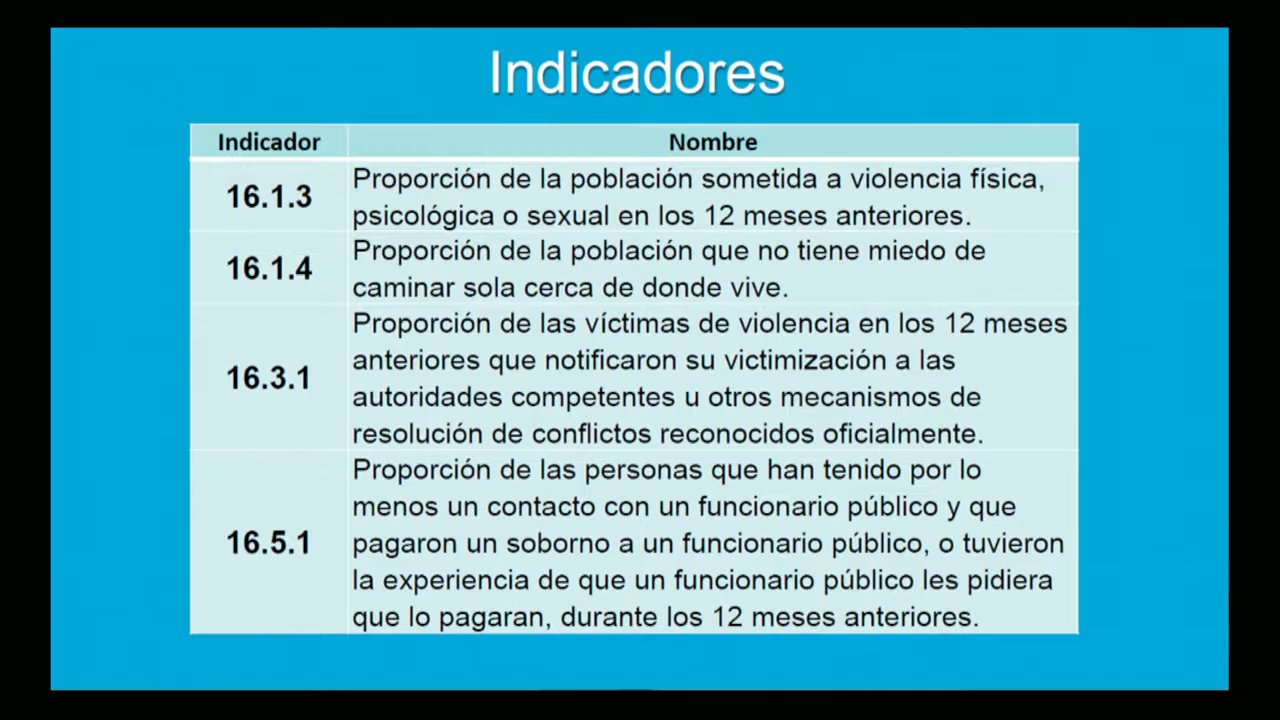 Indicadores
Indicador Nombre
16.1.3
Proporción de la población sometida a violencia física,
psicológica o sexual en los 12 meses anteriores.
16.1.4
Proporción de la población que no tiene miedo de
caminar sola cerca de donde vive.
16.3.1
Proporción de las víctimas de violencia en los 12 meses
anteriores que notificaron su victimización a las
autoridades competentes u otros mecanismos de
resolución de conflictos reconocidos oficialmente.
16.5.1
Proporción de las personas que han tenido por lo
menos un contacto con un funcionario público y que
pagaron un soborno a un funcionario público, o tuvieron
la experiencia de que un funcionario público les pidiera
que lo pagaran, durante los 12 meses anteriores.